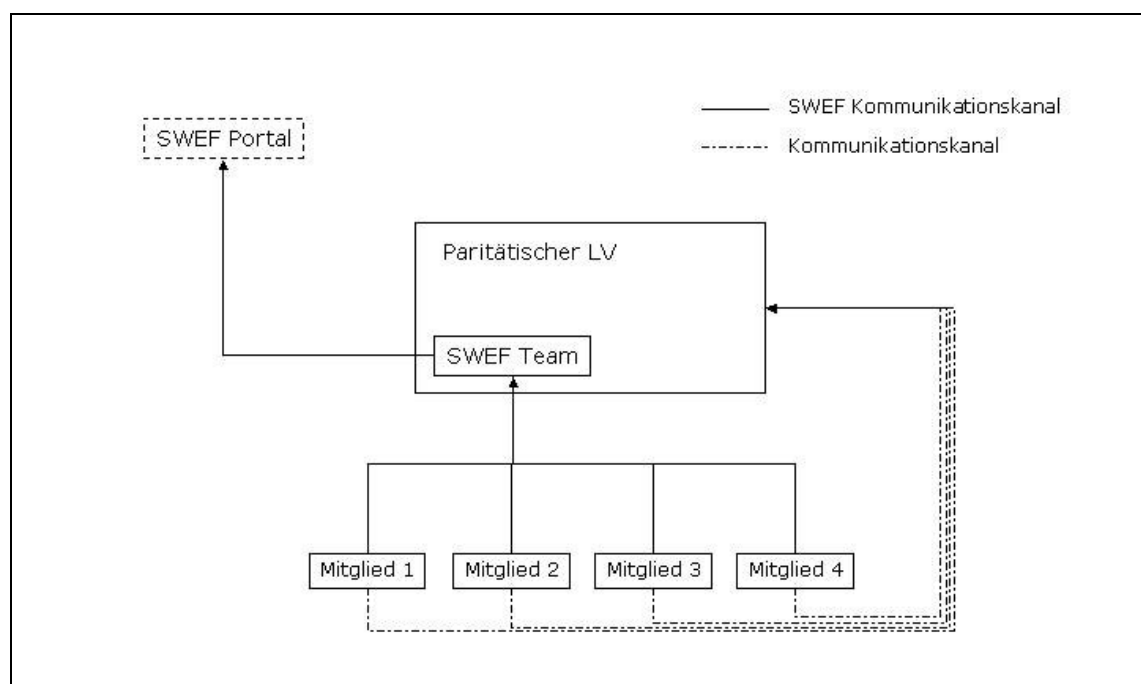 SWEF Kommunikationskanal
SWEF Portal
Kommunikationskanal
Paritätischer LV
SWEF Team
Mitglied 1
Mitglied 2
Mitglied 3
Mitglied 4